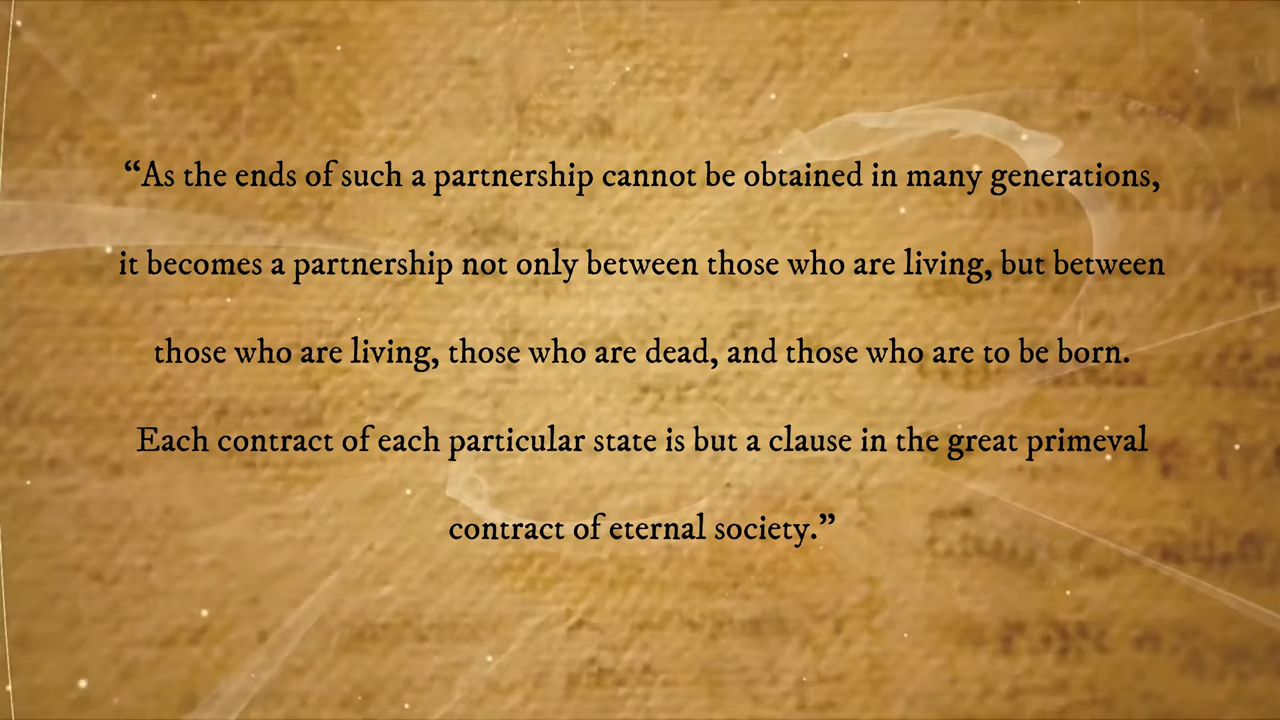 “As the ends of such a partnership cannot be obtained in many generations,
it becomes a partnership not only between those who are living, but between
those who are living, those who are dead, and those who are to be born.
Each contract of each particular state is but a clause in the great primeval
contract of eternal society.”